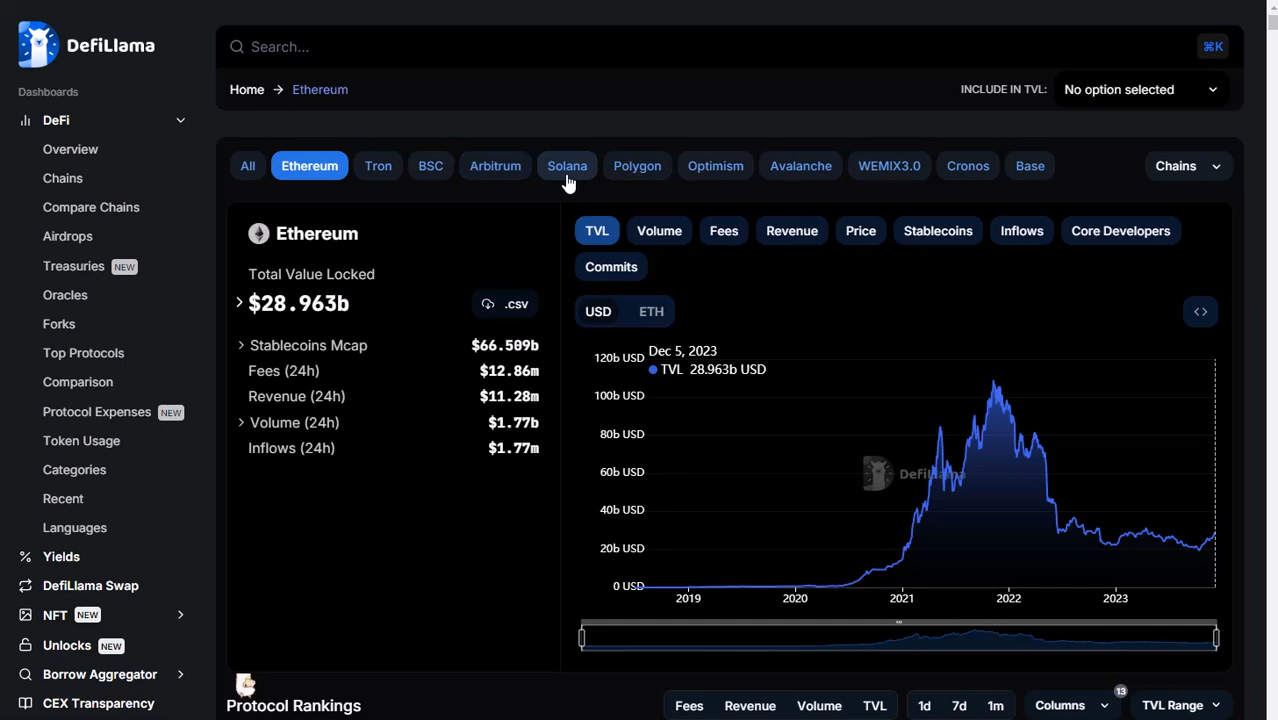 DefiLlama
Search...
⌘K
Home → Ethereum
INCLUDE IN TVL: No option selected
Dashboards
DeFi
Overview
Chains
Compare Chains
Airdrops
Treasuries NEW
Oracles
Forks
Top Protocols
Comparison
Protocol Expenses NEW
Token Usage
Categories
Recent
Languages
Yields
DefiLlama Swap
NFT NEW
Unlocks NEW
Borrow Aggregator
CEX Transparency
All Ethereum Tron BSC Arbitrum Solana Polygon Optimism Avalanche WEMIX3.0 Cronos Base Chains
Ethereum
Total Value Locked
$28.963b .csv
Stablecoins Mcap $66.509b
Fees (24h) $12.86m
Revenue (24h) $11.28m
Volume (24h) $1.77b
Inflows (24h) $1.77m
TVL Volume Fees Revenue Price Stablecoins Inflows Core Developers
Commits
USD ETH
Dec 5, 2023
TVL 28.963b USD
120b USD
100b USD
80b USD
60b USD
40b USD
20b USD
0 USD
DefiLlama
2019 2020 2021 2022 2023
Protocol Rankings
Fees Revenue Volume TVL 1d 7d 1m Columns 13 TVL Range